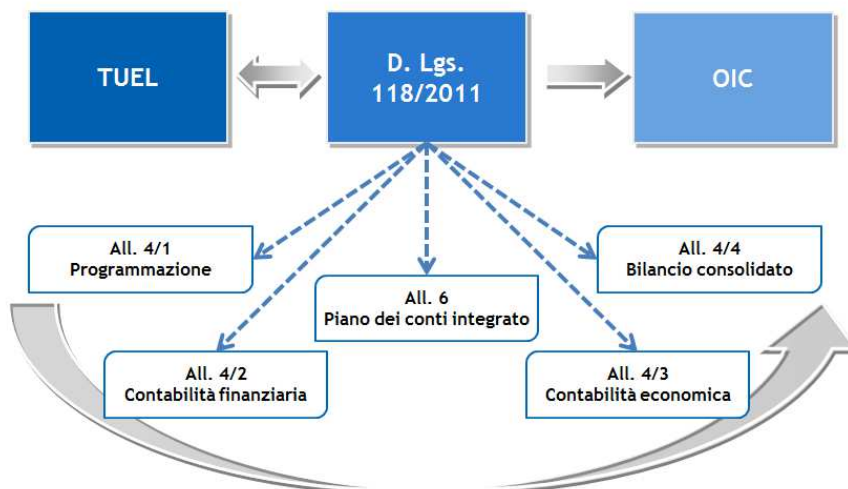 TUEL
D. Lgs.
118/2011
OIC
All. 4/1
Programmazione
All. 4/4
Bilancio consolidato
All. 6
Piano dei conti integrato
All. 4/2
Contabilità finanziaria
All. 4/3
Contabilità economica